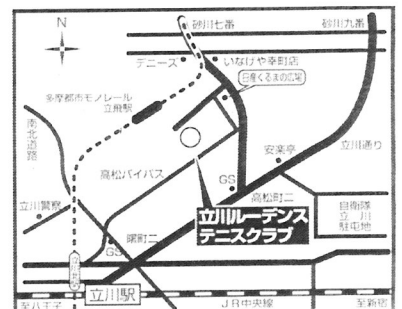 N
砂川七番
砂川九番
デニーズ
いなげや幸町店
日産くるまの広場
多摩都市モノレール
立飛駅
南北道路
安楽亭
立川通り
高松バイパス
GS
高松町二
立川警察
立川ルーデンス
テニスクラブ
自衛隊
立川
駐屯地
曙町二
GS
立川北
立川駅
至八王子
JR中央線
至新宿